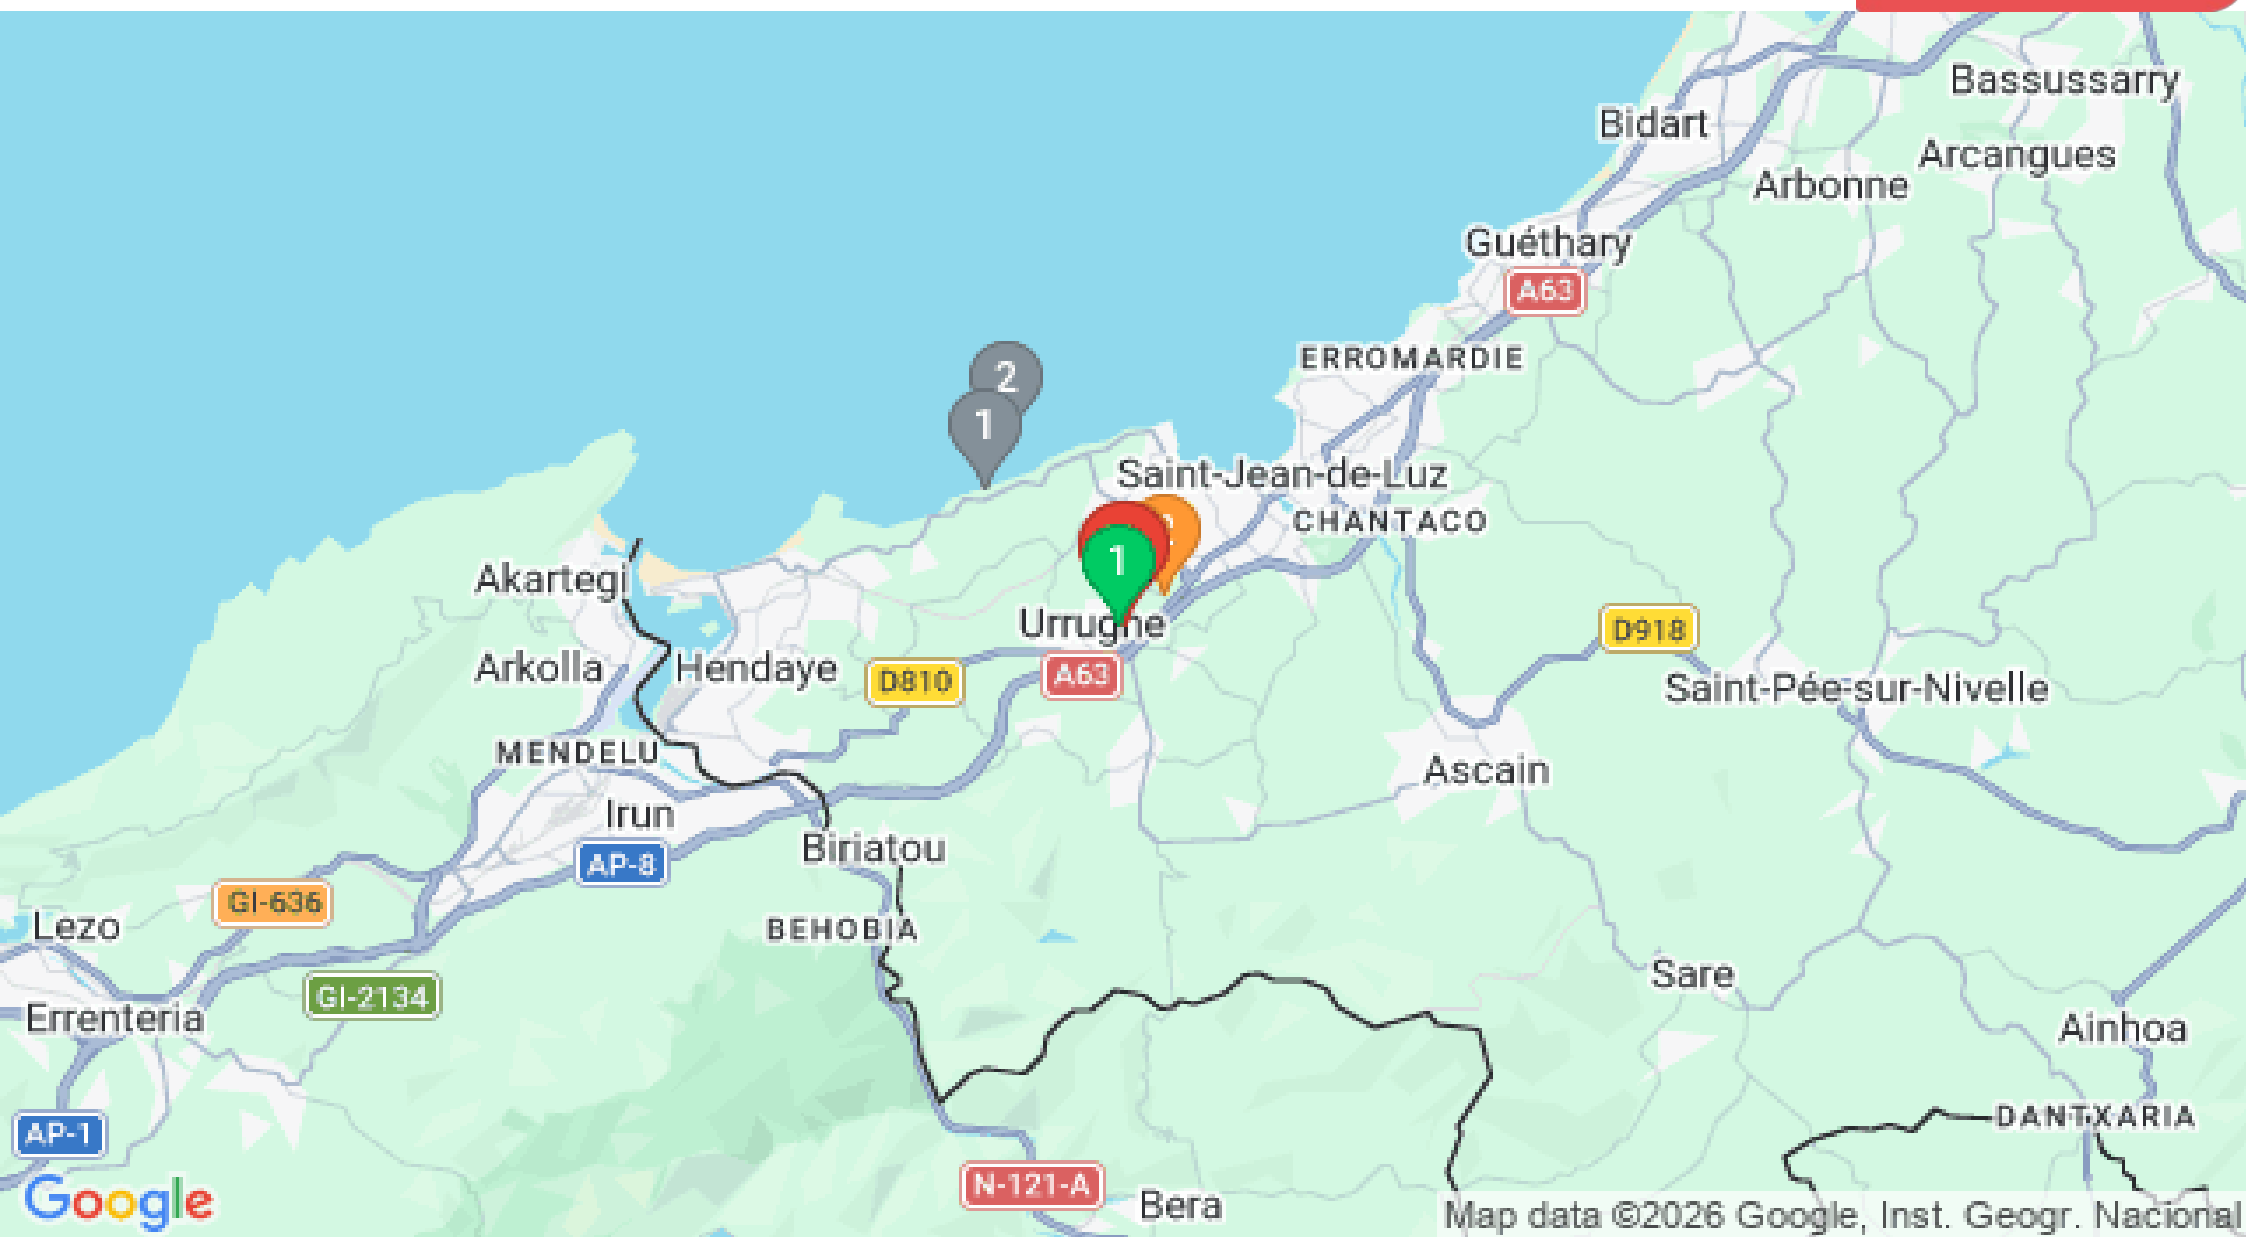 Bassussarry
Bidart
Arcangues
Arbonne
Guéthary
A63
ERROMARDIE
2
1
Saint-Jean-de-Luz
CHANTACO
1
Akartegi
Urrugne
D918
Arkolla
Hendaye
D810
A63
Saint-Pée-sur-Nivelle
MENDELU
Ascain
Irun
Biriatou
AP-8
GI-636
Lezo
BEHOBIA
Sare
GI-2134
Errenteria
Ainhoa
DANTXARIA
AP-1
N-121-A
Google
Bera
Map data ©2026 Google, Inst. Geogr. Nacional